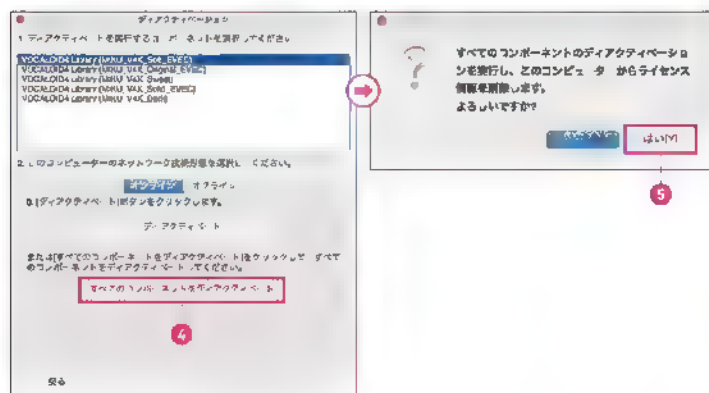 ディアクティベーション
1. ディアクティベートを実行するコンポーネントを選択してください
VOCALOID4 Library (MIKU_V4X_Soft_EVEC)
VOCALOID4 Library (MIKU_V4X_Original_EVEC)
VOCALOID4 Library (MIKU_V4X_Sweet)
VOCALOID4 Library (MIKU_V4X_Solid_EVEC)
VOCALOID4 Library (MIKU_V4X_Dark)
2. このコンピューターのネットワーク接続形態を選択し ください。
オンライン オフライン
3. [ディアクティベート]ボタンをクリックします。
ディアクティベート
または[すべてのコンポーネントをディアクティベート]をクリックして すべて
のコンポーネントをディアクティベートしてください。
すべてのコンポーネントをディアクティベート
4
戻る
すべてのコンポーネントのディアクティベーショ
ンを実行し、このコンピューターからライセンス
情報を削除します。
よろしいですか?
はい(Y)
5